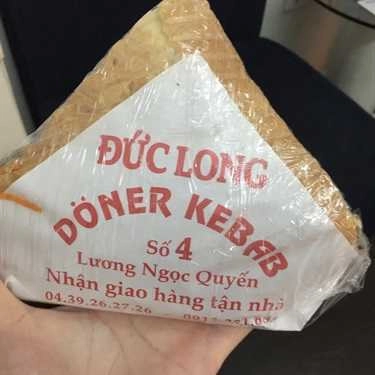 ĐỨC LONG
DÖNER KEBAB
Số 4
Lương Ngọc Quyến
Nhận giao hàng tận nhà
04.39.26.27.26 -